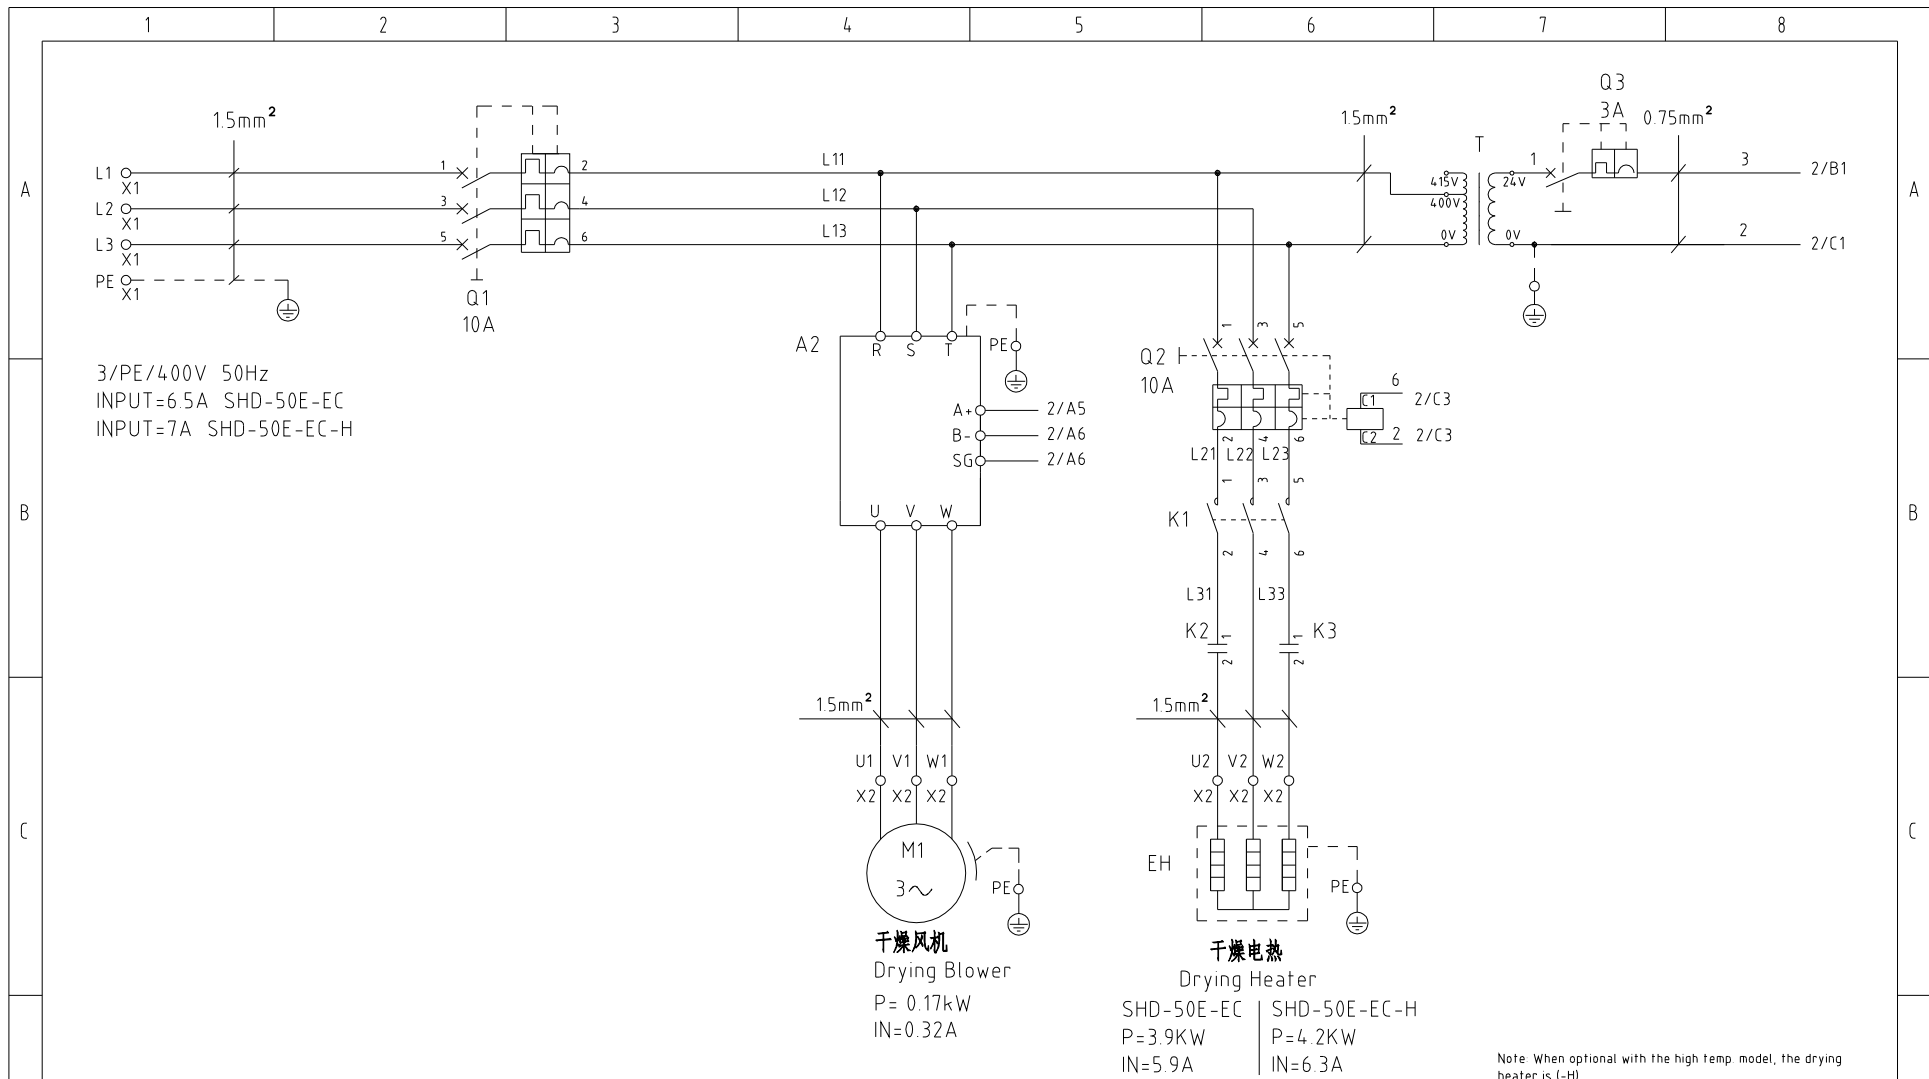 1 2 3 4 5 6 7 8
Q3
3A
1.5mm²
1.5mm²
0.75mm²
T
A
L1
X1
1
2
L11
415V
24V
1
3
2/B1
A
L2
X1
3
4
L12
400V
L3
X1
5
6
L13
0V
0V
2
2/C1
PE
X1
Q1
10A
A2
R S T
PE
1 3 5
Q2
10A
3/PE/400V 50Hz
INPUT=6.5A SHD-50E-EC
INPUT=7A SHD-50E-EC-H
A+ 2/A5
B- 2/A6
SG 2/A6
6
C1 2/C3
C2 2 2/C3
2 4 6
L21 L22 L23
1 3 5
B
U V W
K1
B
2 4 6
L31 L33
K2 1 2
1 2 K3
1.5mm²
1.5mm²
U1 V1 W1
X2 X2 X2
U2 V2 W2
X2 X2 X2
C
M1
3~
PE
EH
PE
C
干燥风机
Drying Blower
P= 0.17kW
IN=0.32A
干燥电热
Drying Heater
SHD-50E-EC
P=3.9KW
IN=5.9A
SHD-50E-EC-H
P=4.2KW
IN=6.3A
Note: When optional with the high temp. model, the drying
heater is (-H)